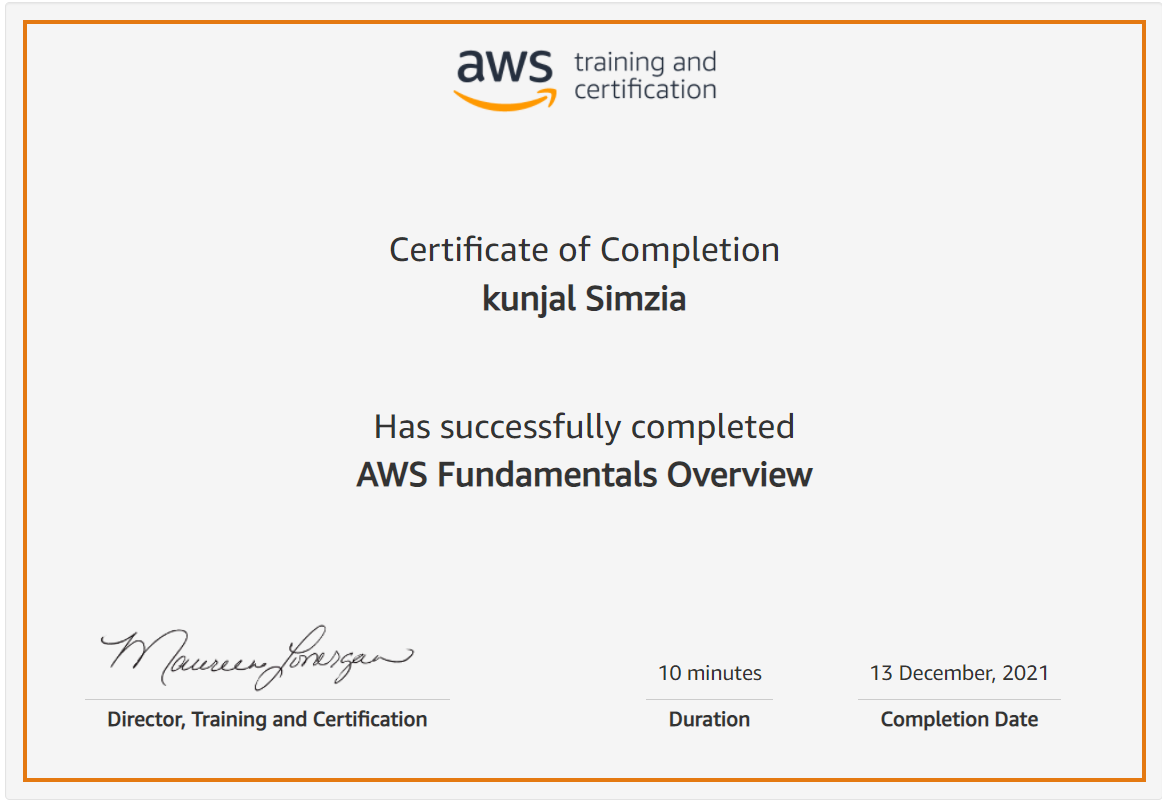 aws training and
certification
Certificate of Completion
kunjal Simzia
Has successfully completed
AWS Fundamentals Overview
Maureen Lonergan
Director, Training and Certification
10 minutes
Duration
13 December, 2021
Completion Date